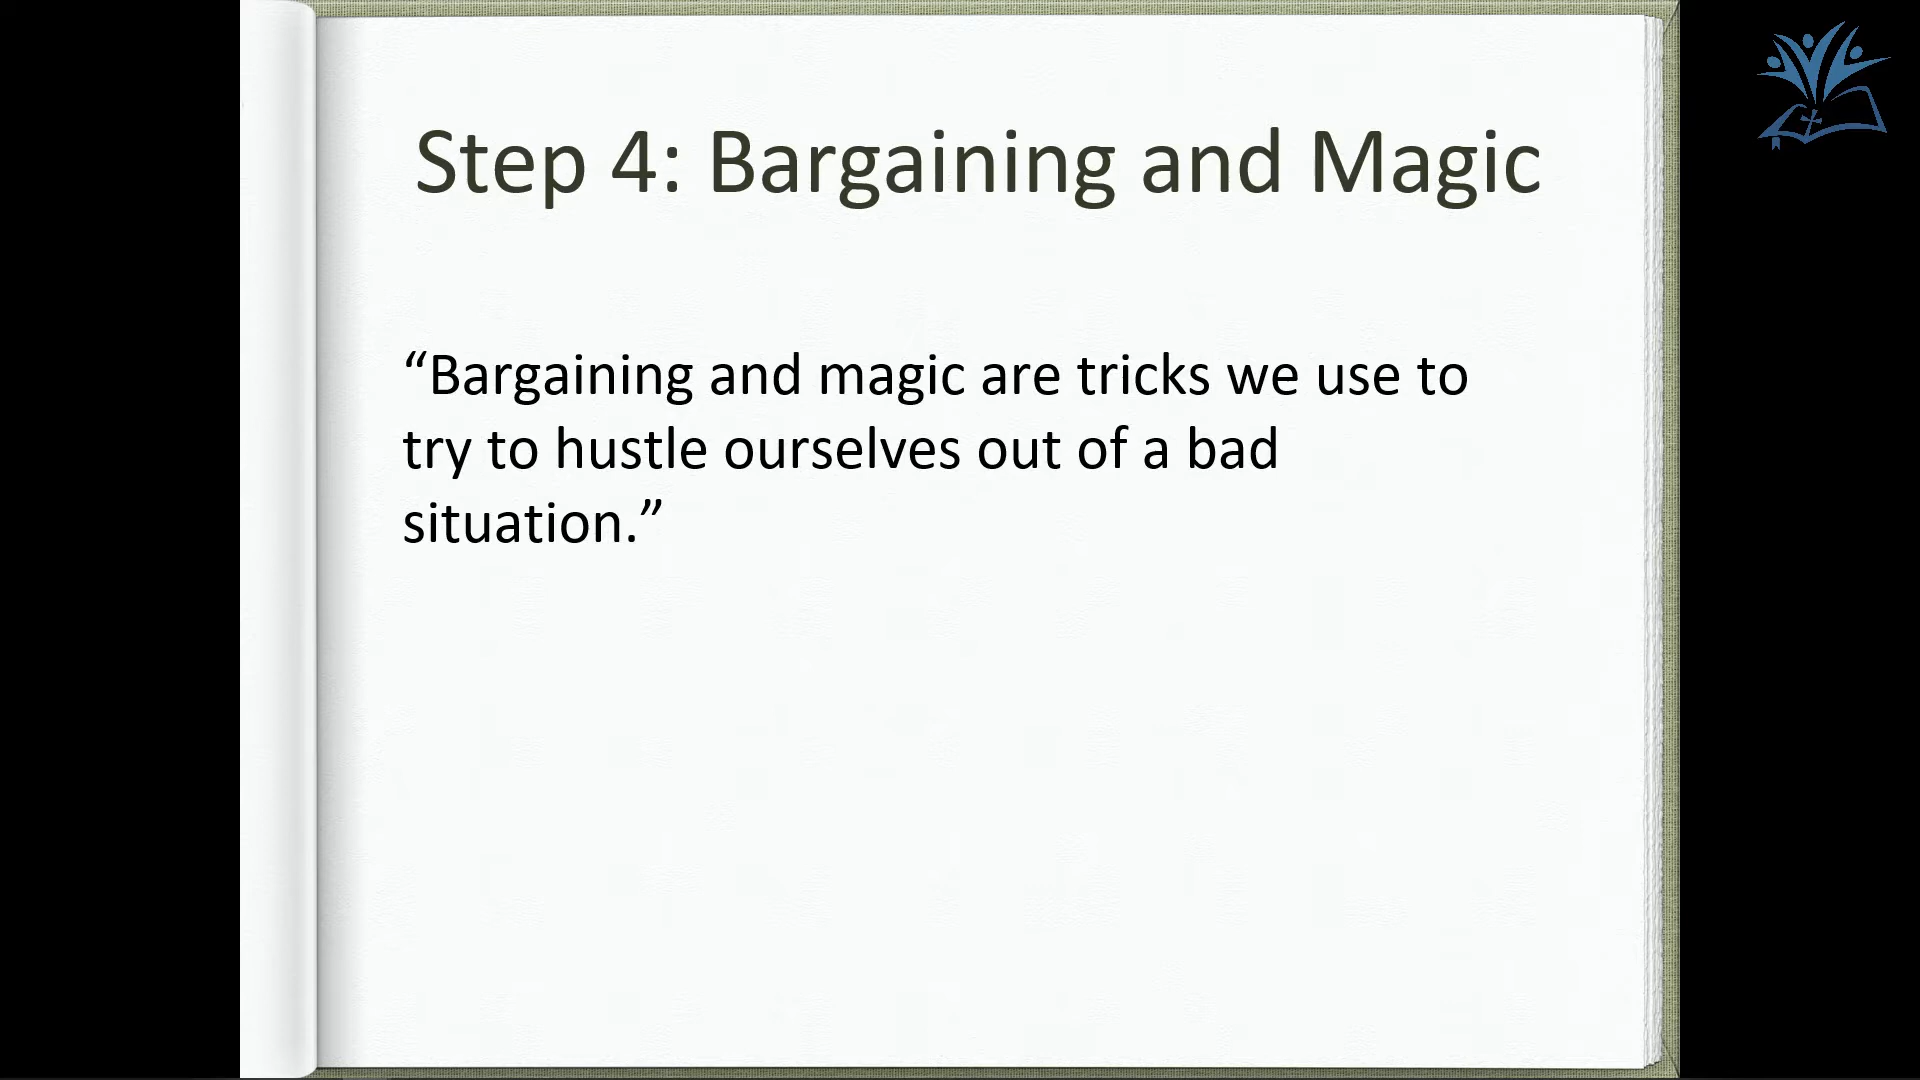 Step 4: Bargaining and Magic
“Bargaining and magic are tricks we use to
try to hustle ourselves out of a bad
situation.”